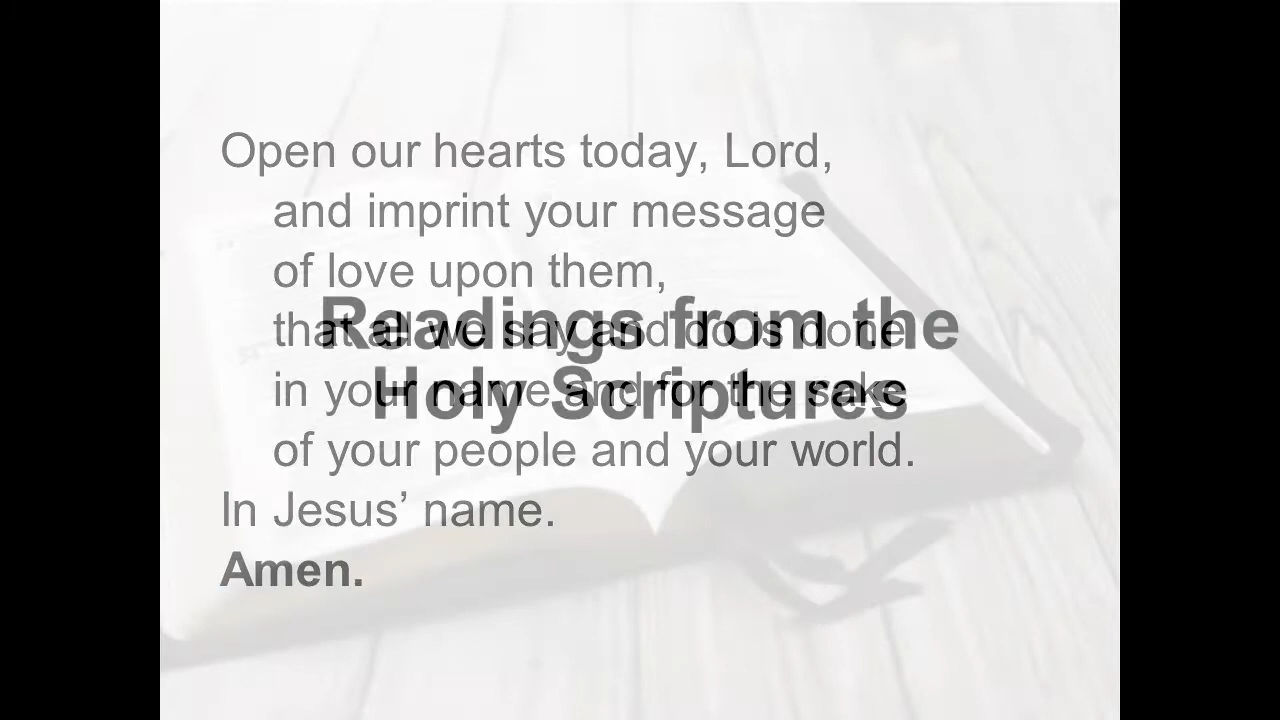 Open our hearts today, Lord,
and imprint your message
of love upon them,
that all we say and do is done
in your name and for the sake
of your people and your world.
In Jesus’ name.
Amen.
Readings from the
Holy Scriptures